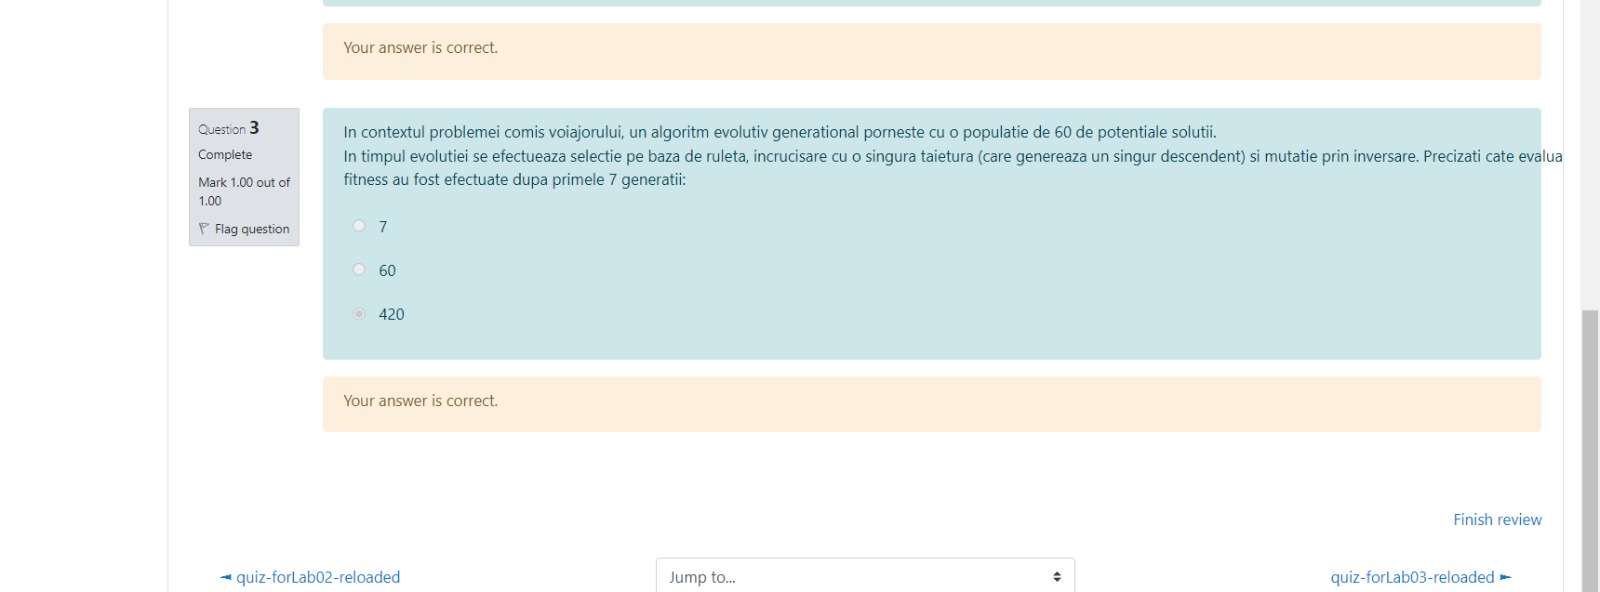 Your answer is correct.
Question 3
Complete
Mark 1.00 out of
1.00
Flag question
In contextul problemei comis voiajorului, un algoritm evolutiv generational porneste cu o populatie de 60 de potentiale solutii.
In timpul evolutiei se efectueaza selectie pe baza de ruleta, incrucisare cu o singura taietura (care genereaza un singur descendent) si mutatie prin inversare. Precizati cate evalua
fitness au fost efectuate dupa primele 7 generatii:
7
60
420
Your answer is correct.
Finish review
◄ quiz-forLab02-reloaded
Jump to...
quiz-forLab03-reloaded ►